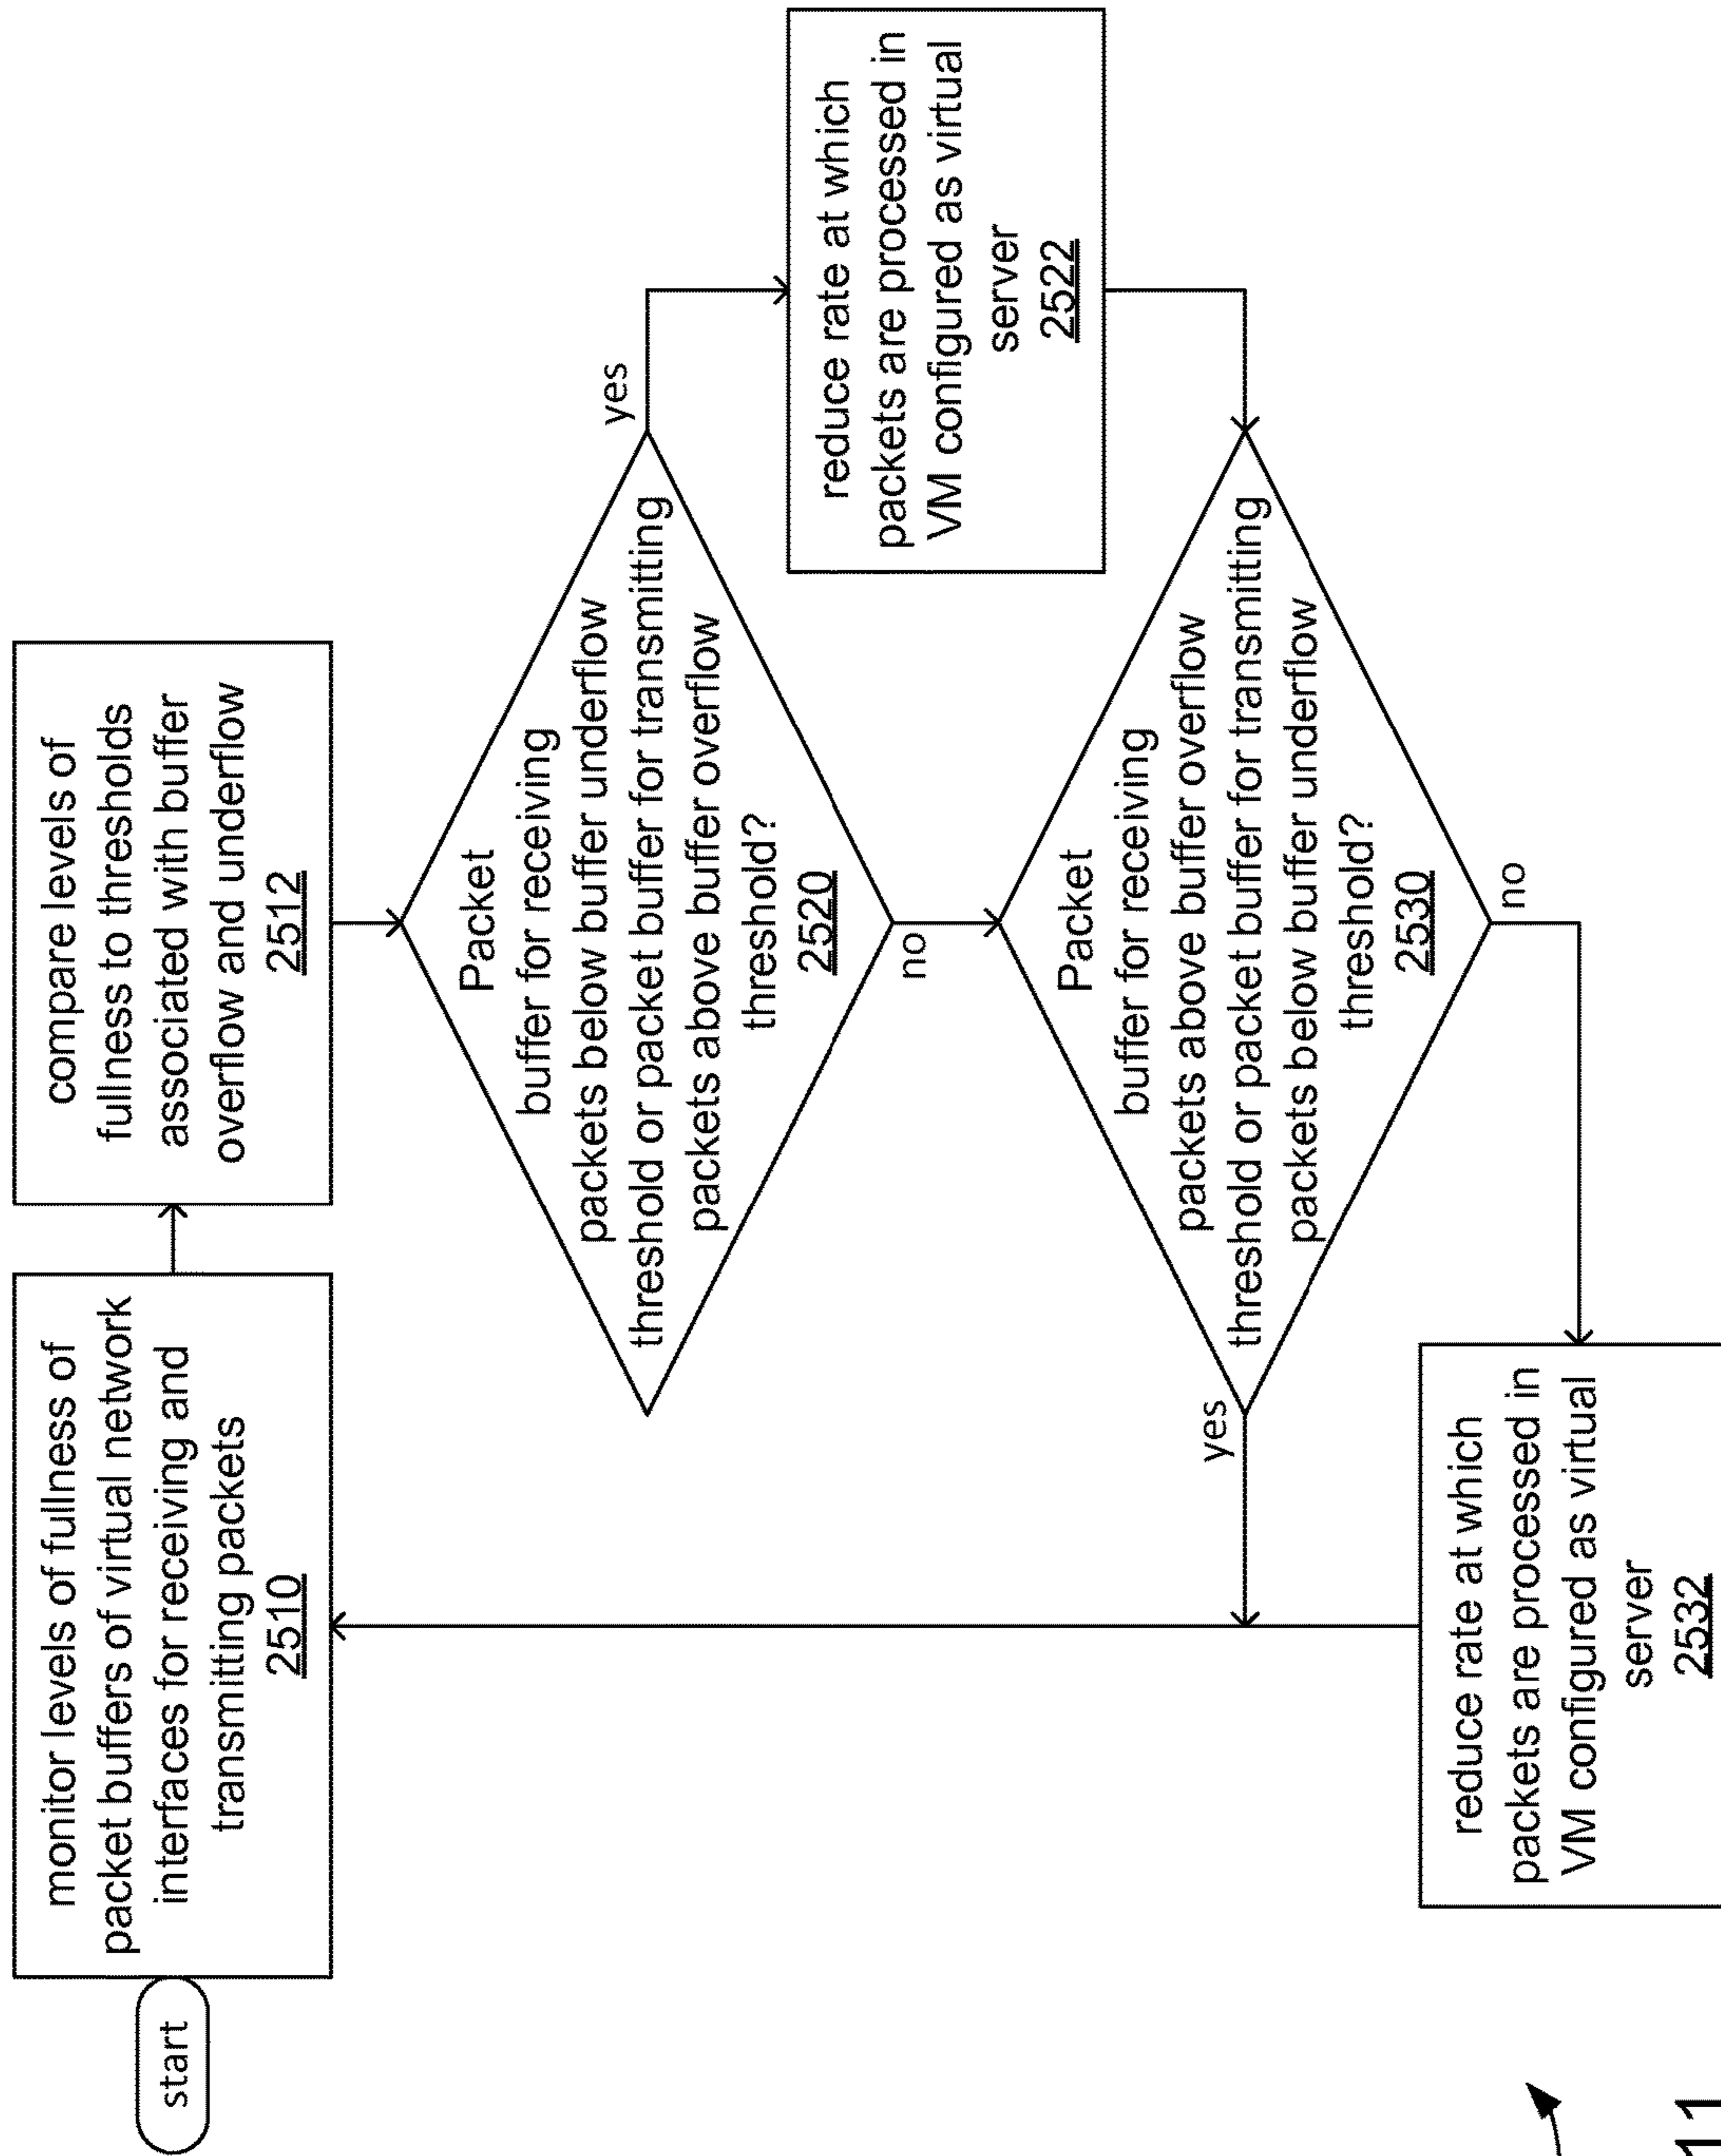 start
monitor levels of fullness of
packet buffers of virtual network
interfaces for receiving and
transmitting packets
2510
compare levels of
fullness to thresholds
associated with buffer
overflow and underflow
2512
Packet
buffer for receiving
packets below buffer underflow
threshold or packet buffer for transmitting
packets above buffer overflow
threshold?
2520
yes
no
reduce rate at which
packets are processed in
VM configured as virtual
server
2522
Packet
buffer for receiving
packets above buffer overflow
threshold or packet buffer for transmitting
packets below buffer underflow
threshold?
2530
yes
no
reduce rate at which
packets are processed in
VM configured as virtual
server
2532
11